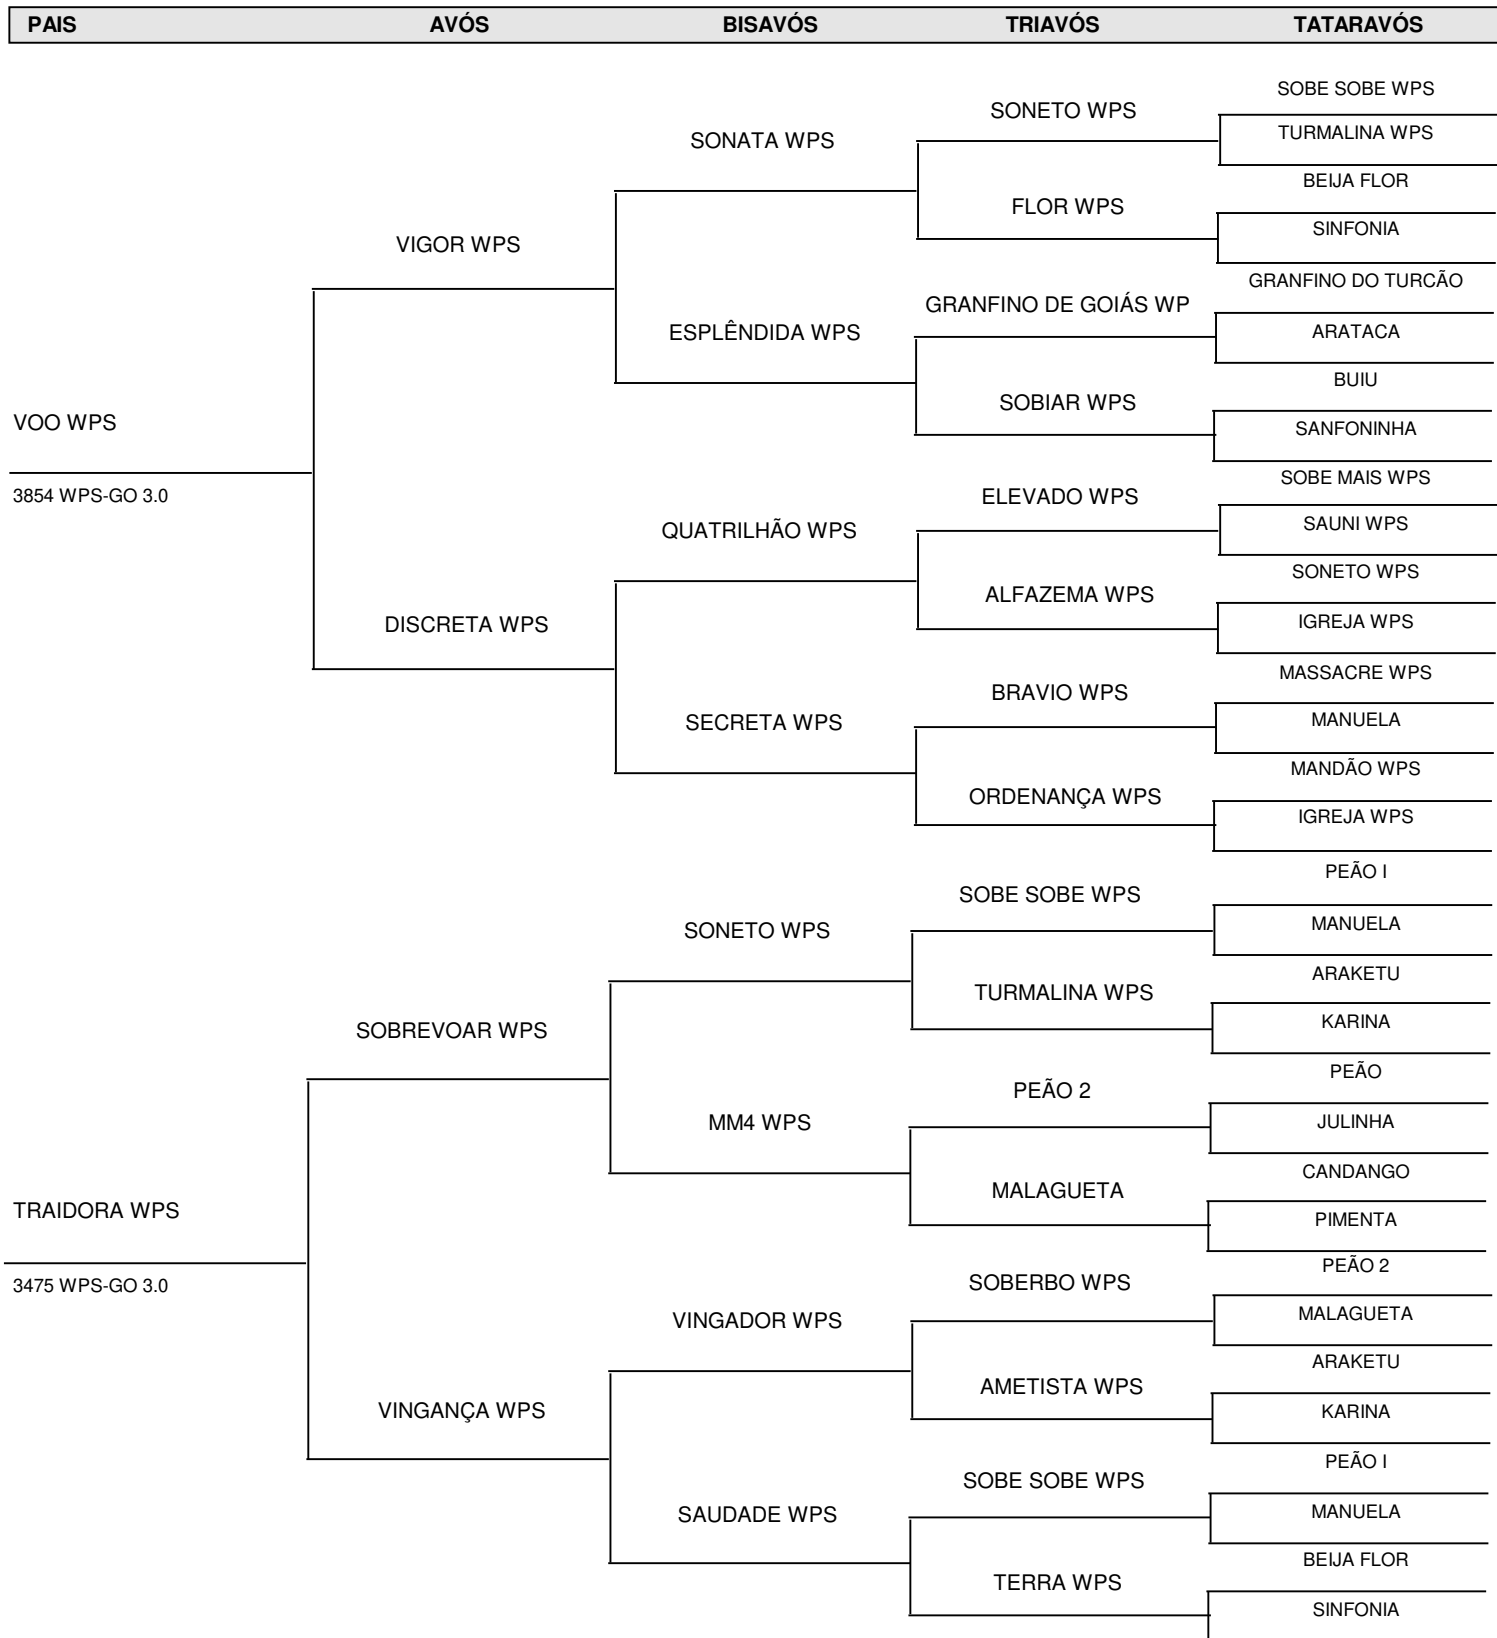 PAIS AVÓS BISAVÓS TRIAVÓS TATARAVÓS
SOBE SOBE WPS
SONETO WPS
TURMALINA WPS
SONATA WPS
BEIJA FLOR
FLOR WPS
SINFONIA
VIGOR WPS
GRANFINO DO TURCÃO
GRANFINO DE GOIÁS WP
ARATACA
ESPLÊNDIDA WPS
BUIU
SOBIAR WPS
SANFONINHA
VOO WPS
3854 WPS-GO 3.0
SOBE MAIS WPS
ELEVADO WPS
SAUNI WPS
QUATRILHÃO WPS
SONETO WPS
ALFAZEMA WPS
IGREJA WPS
DISCRETA WPS
MASSACRE WPS
BRAVIO WPS
MANUELA
SECRETA WPS
MANDÃO WPS
ORDENANÇA WPS
IGREJA WPS
PEÃO I
SOBE SOBE WPS
MANUELA
SONETO WPS
ARAKETU
TURMALINA WPS
KARINA
SOBREVOAR WPS
PEÃO
PEÃO 2
JULINHA
MM4 WPS
CANDANGO
MALAGUETA
PIMENTA
TRAIDORA WPS
3475 WPS-GO 3.0
PEÃO 2
SOBERBO WPS
MALAGUETA
VINGADOR WPS
ARAKETU
AMETISTA WPS
KARINA
VINGANÇA WPS
PEÃO I
SOBE SOBE WPS
MANUELA
SAUDADE WPS
BEIJA FLOR
TERRA WPS
SINFONIA